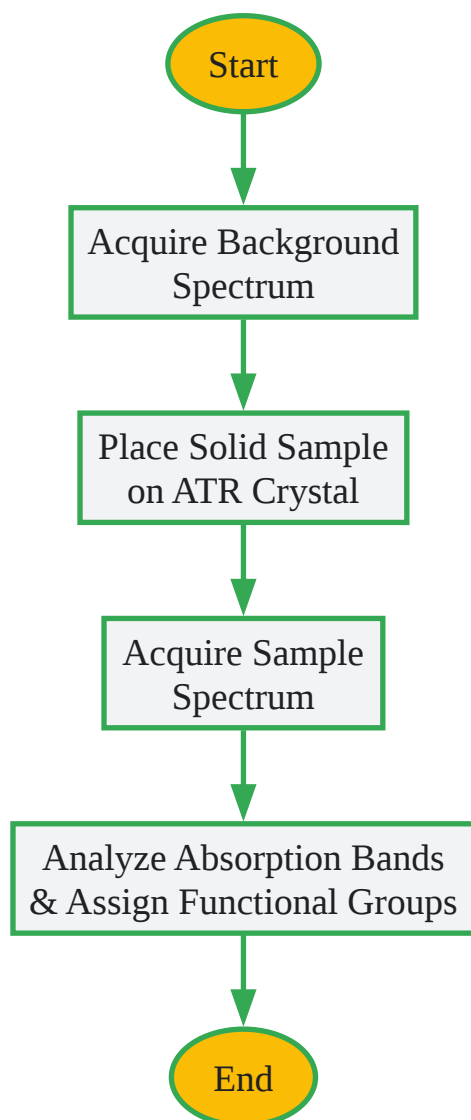 Start
Acquire Background
Spectrum
Place Solid Sample
on ATR Crystal
Acquire Sample
Spectrum
Analyze Absorption Bands
& Assign Functional Groups
End